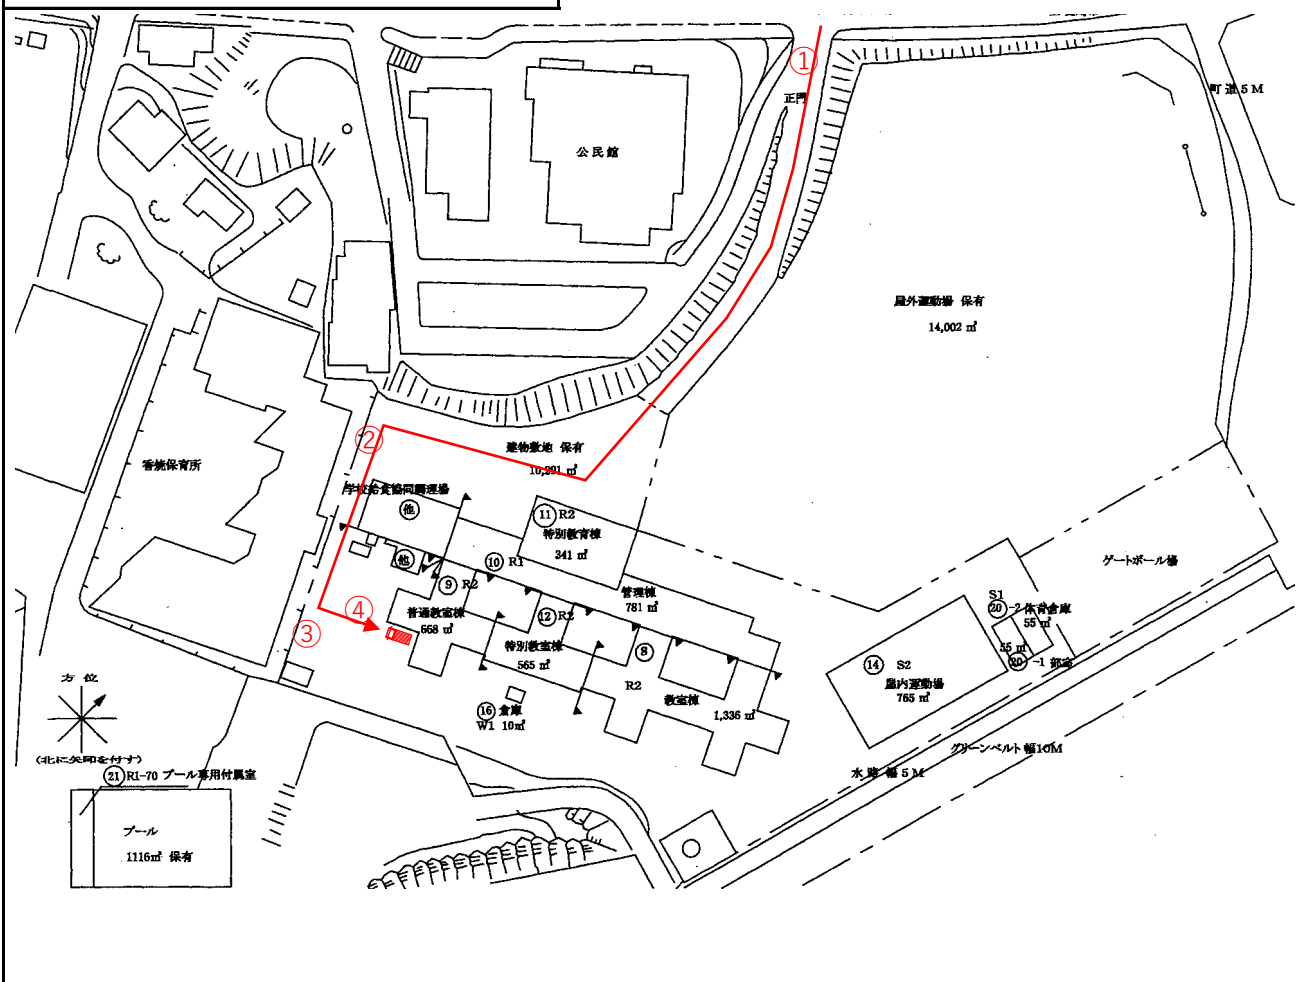 ①
正門
町道 5 M
公民館
屋外運動場 保有
14,002 ㎡
②
建物敷地 保有
10,291 ㎡
香焼保育所
学校給食協同調理場
他
⑪ R2
特別教育棟
341 ㎡
⑩ R1
他
⑨ R2
管理棟
781 ㎡
ゲートボール場
④
普通教室棟
668 ㎡
⑫ R2
S1
⑳-2 体育倉庫
55 ㎡
③
特別教室棟
565 ㎡
⑧
55 ㎡
⑳-1 部室
⑭ S2
屋内運動場
765 ㎡
R2
教室棟
1,336 ㎡
方 位
⑯ 倉庫
W1 10㎡
グリーンベルト 幅10M
(北に矢印を付す)
水 路 幅 5 M
㉑ R1-70 プール専用付属室
プール
1116㎡ 保有